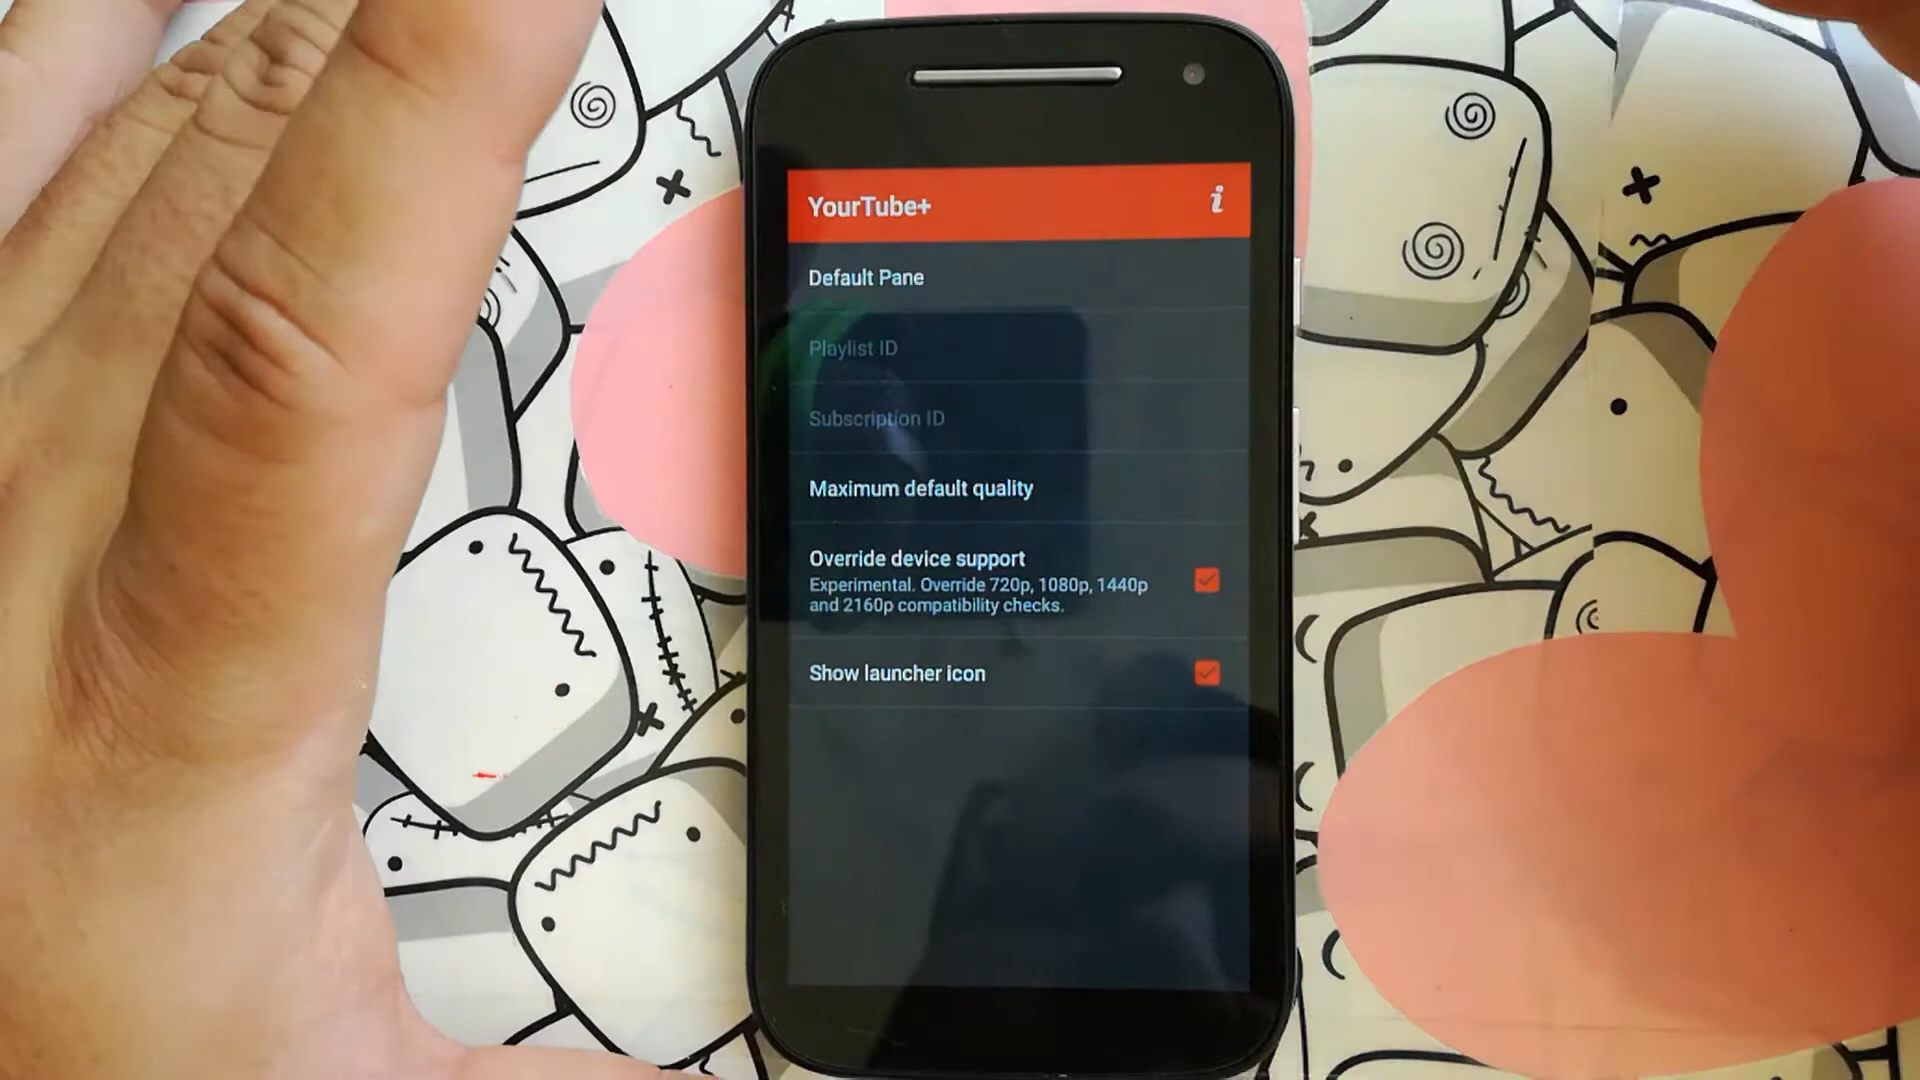 YourTube+
Default Pane
Playlist ID
Subscription ID
Maximum default quality
Override device support
Experimental. Override 720p, 1080p, 1440p
and 2160p compatibility checks.
Show launcher icon